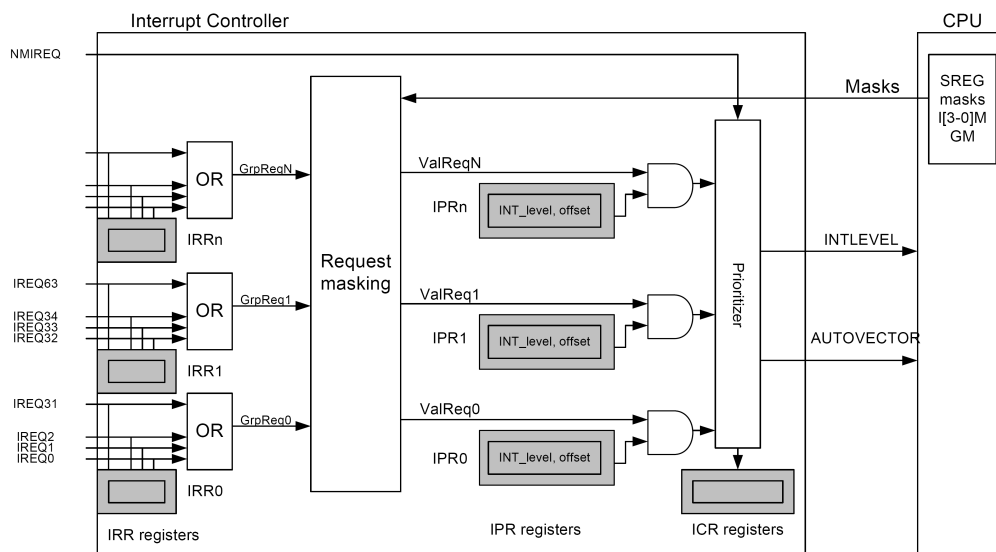 Interrupt Controller
CPU
NMIREQ
Masks
SREG
masks
I[3-0]M
GM
OR
GrpReqN
ValReqN
IPRn
INT_level, offset
IRRn
Request
masking
Prioritizer
INTLEVEL
IREQ63
IREQ34
IREQ33
IREQ32
OR
GrpReq1
ValReq1
IPR1
INT_level, offset
IRR1
AUTOVECTOR
IREQ31
IREQ2
IREQ1
IREQ0
OR
GrpReq0
ValReq0
IPR0
INT_level, offset
IRR0
IRR registers
IPR registers
ICR registers